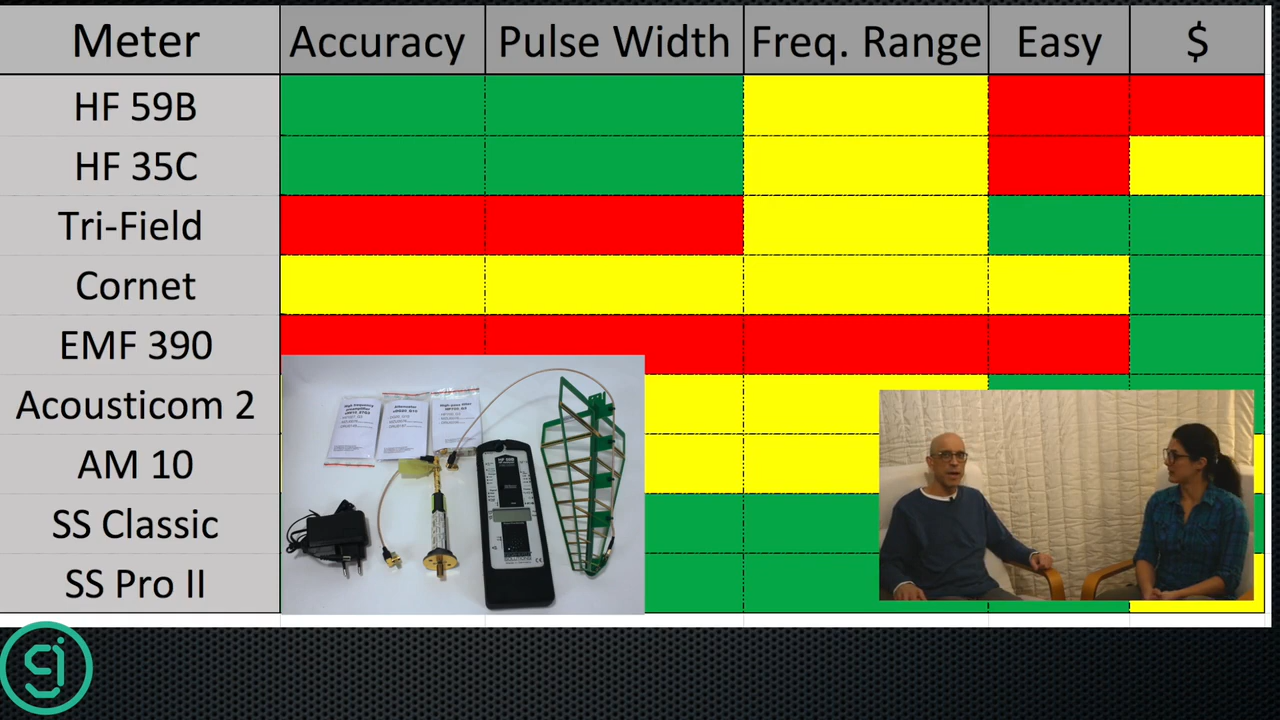 Meter Accuracy Pulse Width Freq. Range Easy $
HF 59B
HF 35C
Tri-Field
Cornet
EMF 390
Acousticom 2
AM 10
SS Classic
SS Pro II
gj